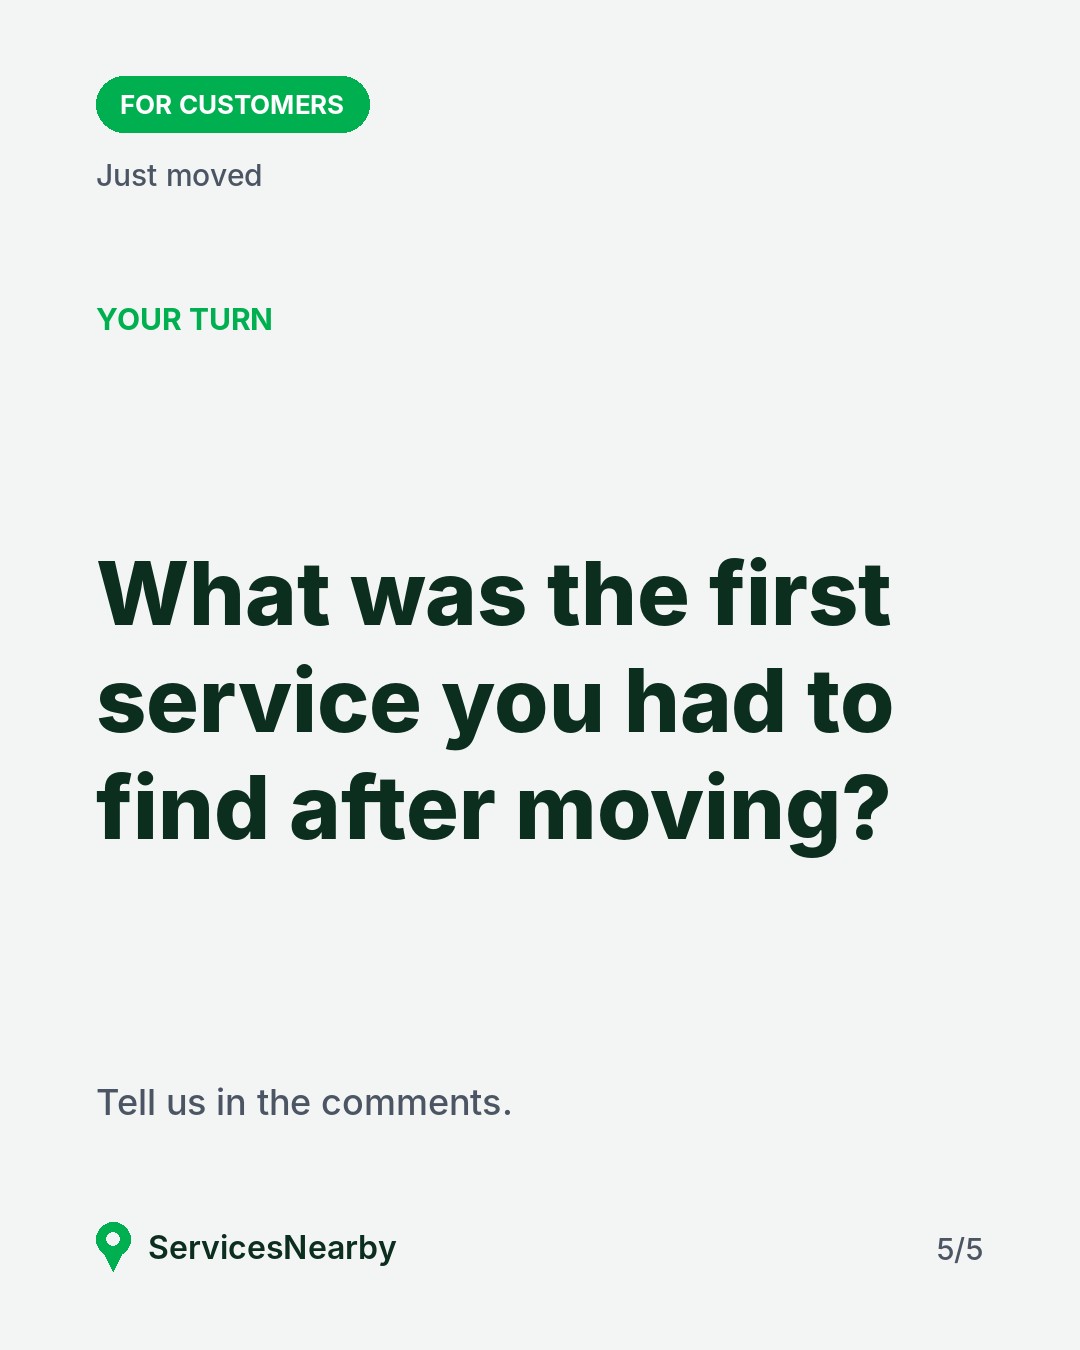 FOR CUSTOMERS
Just moved
YOUR TURN
What was the first
service you had to
find after moving?
Tell us in the comments.
ServicesNearby
5/5